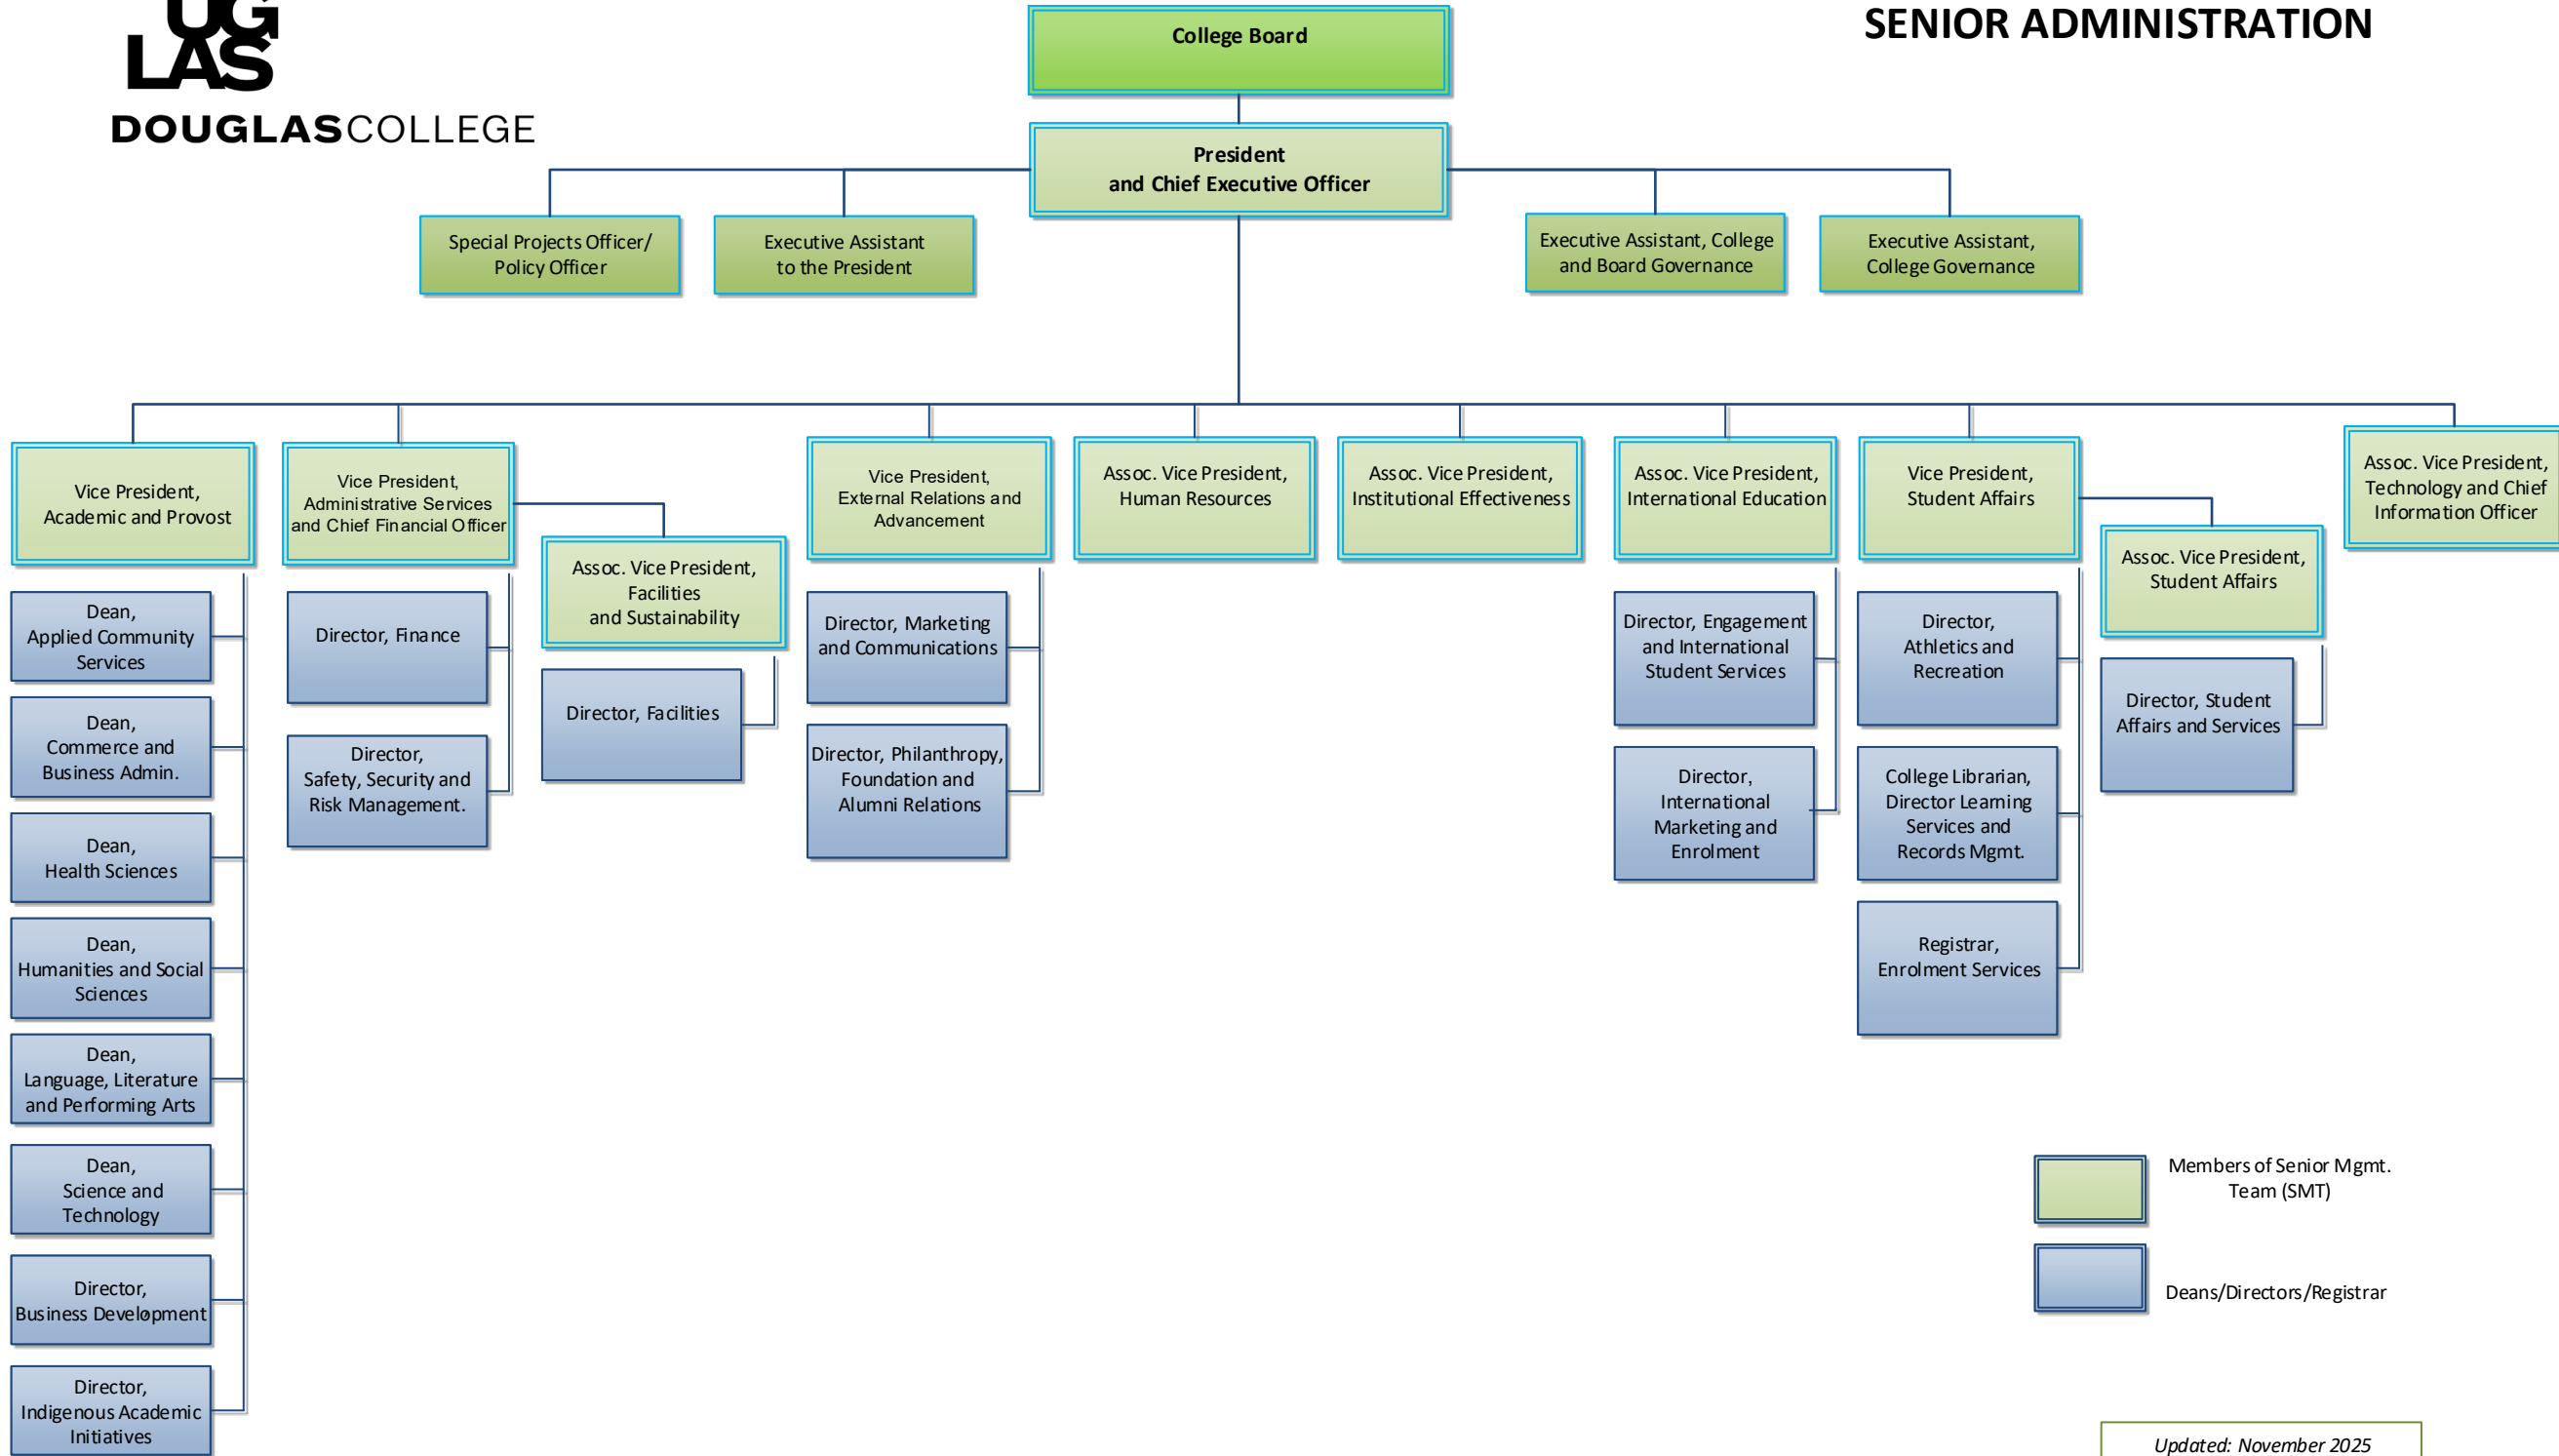 UG
LAS
DOUGLASCOLLEGE
SENIOR ADMINISTRATION
College Board
President
and Chief Executive Officer
Special Projects Officer/
Policy Officer
Executive Assistant
to the President
Executive Assistant, College
and Board Governance
Executive Assistant,
College Governance
Vice President,
Academic and Provost
Dean,
Applied Community
Services
Dean,
Commerce and
Business Admin.
Dean,
Health Sciences
Dean,
Humanities and Social
Sciences
Dean,
Language, Literature
and Performing Arts
Dean,
Science and
Technology
Director,
Business Development
Director,
Indigenous Academic
Initiatives
Vice President,
Administrative Services
and Chief Financial Officer
Director, Finance
Director,
Safety, Security and
Risk Management.
Assoc. Vice President,
Facilities
and Sustainability
Director, Facilities
Vice President,
External Relations and
Advancement
Director, Marketing
and Communications
Director, Philanthropy,
Foundation and
Alumni Relations
Assoc. Vice President,
Human Resources
Assoc. Vice President,
Institutional Effectiveness
Assoc. Vice President,
International Education
Director, Engagement
and International
Student Services
Director,
International
Marketing and
Enrolment
Vice President,
Student Affairs
Director,
Athletics and
Recreation
College Librarian,
Director Learning
Services and
Records Mgmt.
Registrar,
Enrolment Services
Assoc. Vice President,
Student Affairs
Director, Student
Affairs and Services
Assoc. Vice President,
Technology and Chief
Information Officer
Members of Senior Mgmt.
Team (SMT)
Deans/Directors/Registrar
Updated: November 2025